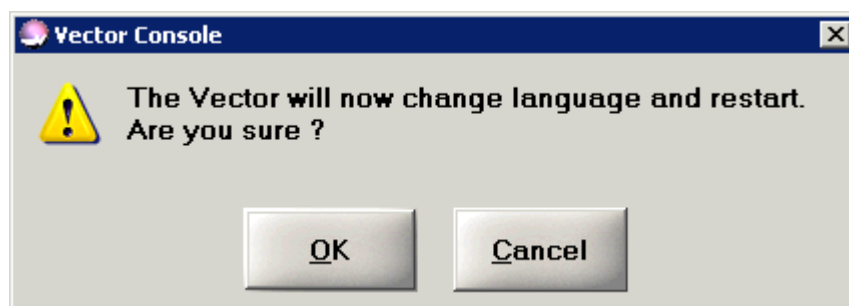 Vector Console
The Vector will now change language and restart.
Are you sure ?
OK
Cancel